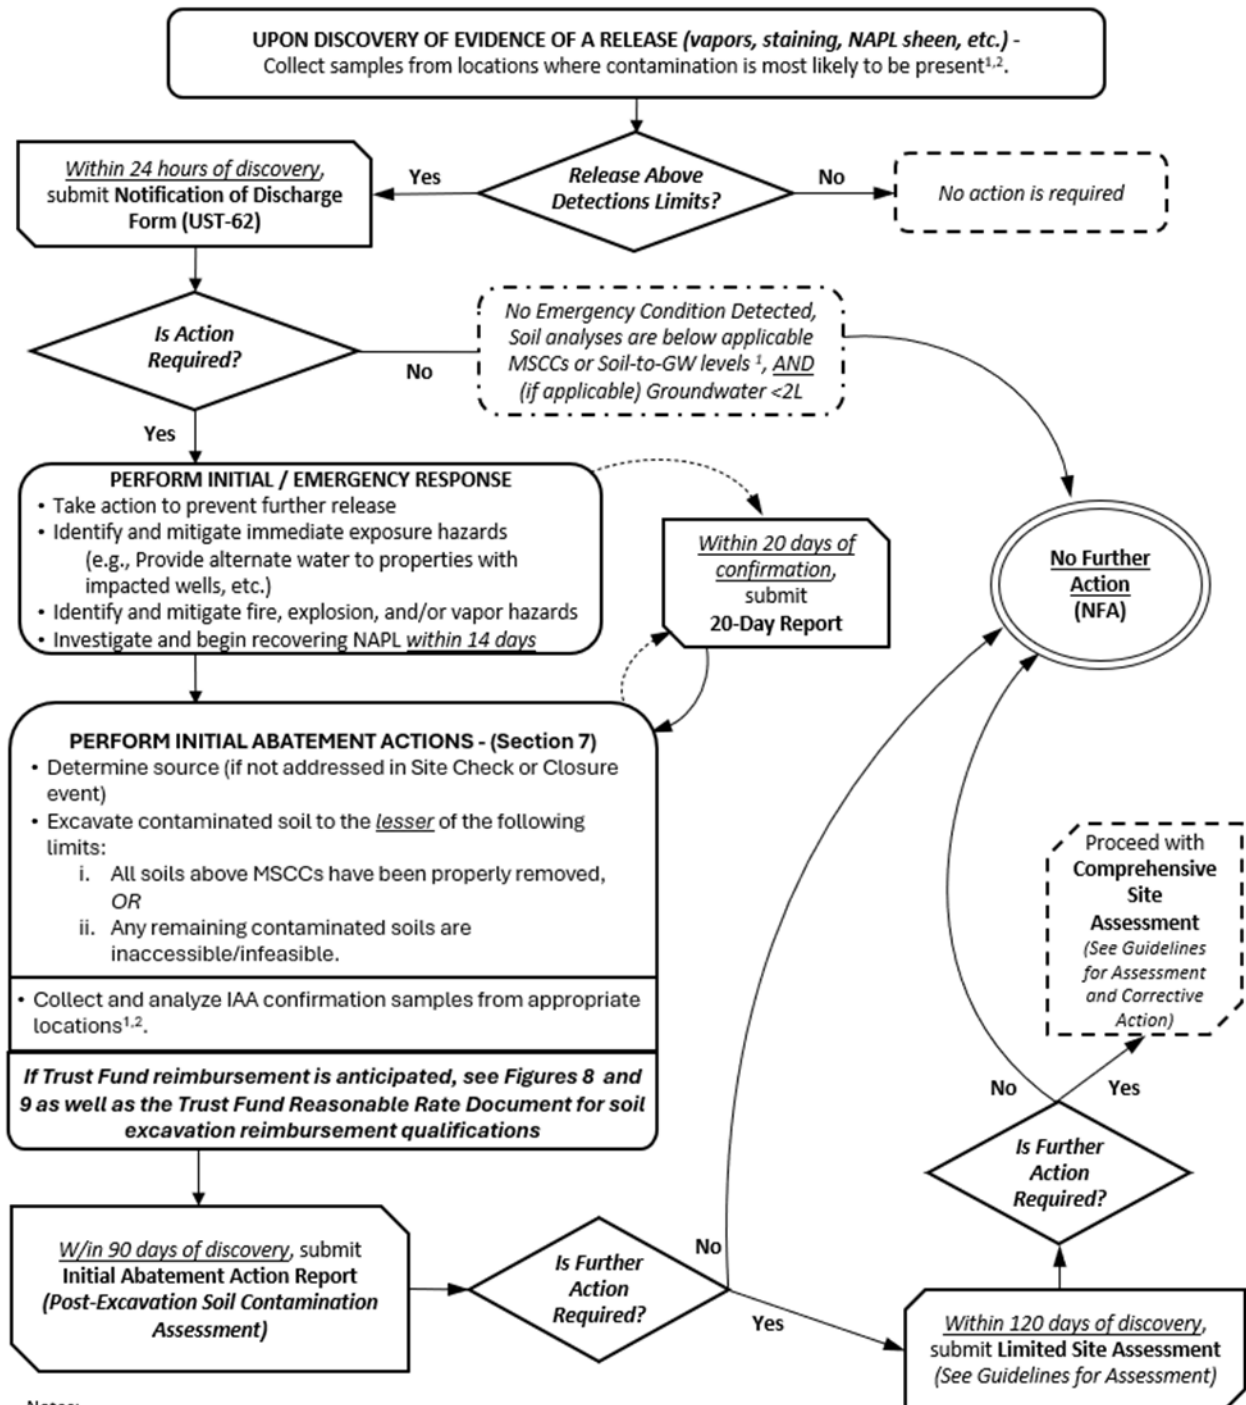 UPON DISCOVERY OF EVIDENCE OF A RELEASE (vapors, staining, NAPL sheen, etc.) -
Collect samples from locations where contamination is most likely to be present1,2.
Within 24 hours of discovery,
submit Notification of Discharge
Form (UST-62)
Yes
Release Above
Detections Limits?
No
No action is required
Is Action
Required?
No
No Emergency Condition Detected,
Soil analyses are below applicable
MSCCs or Soil-to-GW levels 1, AND
(if applicable) Groundwater <2L
Yes
PERFORM INITIAL / EMERGENCY RESPONSE
• Take action to prevent further release
• Identify and mitigate immediate exposure hazards
(e.g., Provide alternate water to properties with
impacted wells, etc.)
• Identify and mitigate fire, explosion, and/or vapor hazards
• Investigate and begin recovering NAPL within 14 days
Within 20 days of
confirmation,
submit
20-Day Report
No Further
Action
(NFA)
PERFORM INITIAL ABATEMENT ACTIONS - (Section 7)
• Determine source (if not addressed in Site Check or Closure
event)
• Excavate contaminated soil to the lesser of the following
limits:
i. All soils above MSCCs have been properly removed,
OR
ii. Any remaining contaminated soils are
inaccessible/infeasible.
• Collect and analyze IAA confirmation samples from appropriate
locations1,2.
If Trust Fund reimbursement is anticipated, see Figures 8 and
9 as well as the Trust Fund Reasonable Rate Document for soil
excavation reimbursement qualifications
Proceed with
Comprehensive
Site
Assessment
(See Guidelines
for Assessment
and Corrective
Action)
No
Yes
Is Further
Action
Required?
W/in 90 days of discovery, submit
Initial Abatement Action Report
(Post-Excavation Soil Contamination
Assessment)
Is Further
Action
Required?
No
Yes
Within 120 days of discovery,
submit Limited Site Assessment
(See Guidelines for Assessment)
Notes: